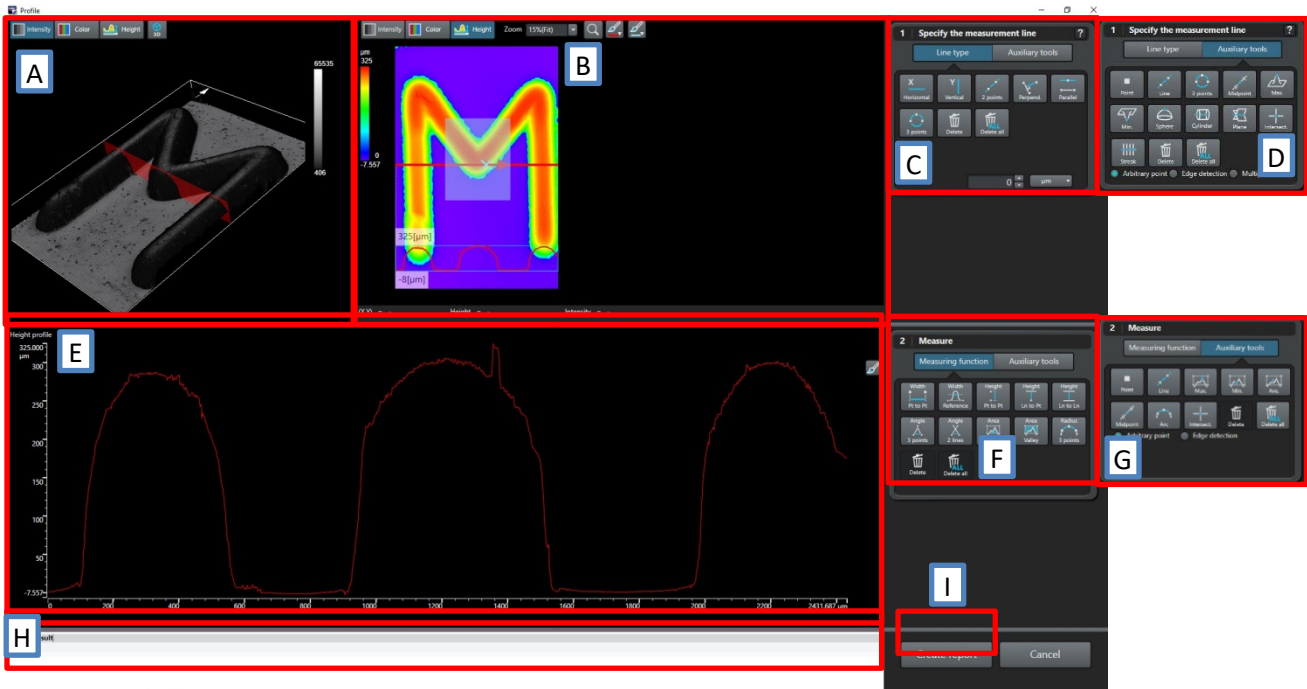 Profile
Intensity Color Height 3D
A
65535
406
Intensity Color Height Zoom 15%(Fit)
B
µm
325
0
-7.557
325[µm]
-8[µm]
Height Intensity
1 Specify the measurement line ?
Line type Auxiliary tools
Horizontal Vertical 2 points Perpend. Parallel
3 points Delete Delete all
C
0 µm
1 Specify the measurement line ?
Line type Auxiliary tools
Point Line 3 points Midpoint Max.
Min. Sphere Cylinder Plane Intersect.
Streak Delete Delete all
D
Arbitrary point Edge detection
Height profile
E
325.000
µm
300
250
200
150
100
50
-7.557
0 200 400 600 800 1000 1200 1400 1600 1800 2000 2200 2431.687 µm
2 Measure
Measuring function Auxiliary tools
Width Width Height Height Height
Pt to Pt Reference Pt to Pt Ln to Pt Ln to Ln
Angle Angle Area Area Radius
3 points 2 lines Valley 3 points
Delete Delete all
F
2 Measure
Measuring function Auxiliary tools
Point Line Max. Min. Ave.
Midpoint Arc Intersect. Delete Delete all
G
Arbitrary point Edge detection
H
I
Create report Cancel